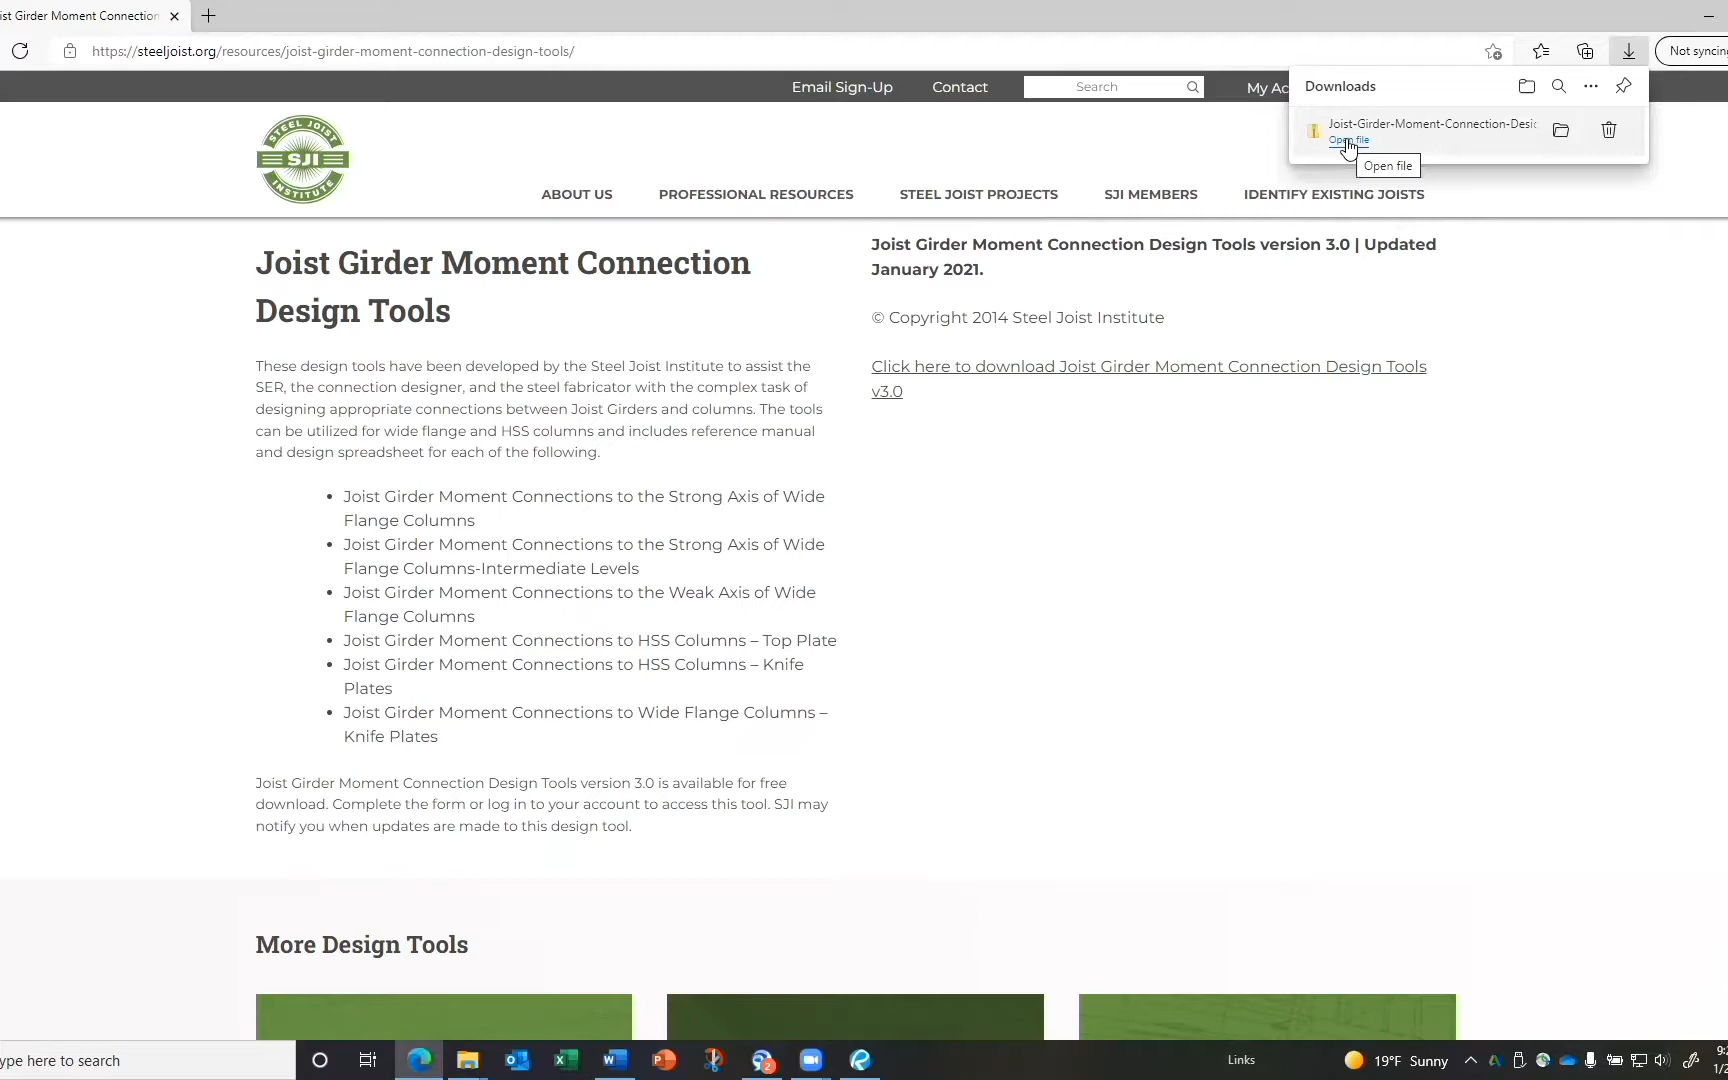 ist Girder Moment Connection
https://steeljoist.org/resources/joist-girder-moment-connection-design-tools/
Not syncing
Email Sign-Up
Contact
Search
My Ac
Downloads
Joist-Girder-Moment-Connection-Desi
Open file
Open file
STEEL JOIST
SJI
INSTITUTE
ABOUT US
PROFESSIONAL RESOURCES
STEEL JOIST PROJECTS
SJI MEMBERS
IDENTIFY EXISTING JOISTS
Joist Girder Moment Connection
Design Tools
These design tools have been developed by the Steel Joist Institute to assist the
SER, the connection designer, and the steel fabricator with the complex task of
designing appropriate connections between Joist Girders and columns. The tools
can be utilized for wide flange and HSS columns and includes reference manual
and design spreadsheet for each of the following.
• Joist Girder Moment Connections to the Strong Axis of Wide
Flange Columns
• Joist Girder Moment Connections to the Strong Axis of Wide
Flange Columns-Intermediate Levels
• Joist Girder Moment Connections to the Weak Axis of Wide
Flange Columns
• Joist Girder Moment Connections to HSS Columns – Top Plate
• Joist Girder Moment Connections to HSS Columns – Knife
Plates
• Joist Girder Moment Connections to Wide Flange Columns –
Knife Plates
Joist Girder Moment Connection Design Tools version 3.0 is available for free
download. Complete the form or log in to your account to access this tool. SJI may
notify you when updates are made to this design tool.
Joist Girder Moment Connection Design Tools version 3.0 | Updated
January 2021.
© Copyright 2014 Steel Joist Institute
Click here to download Joist Girder Moment Connection Design Tools
v3.0
More Design Tools
ype here to search
2
Links
19°F Sunny
9:
1/2